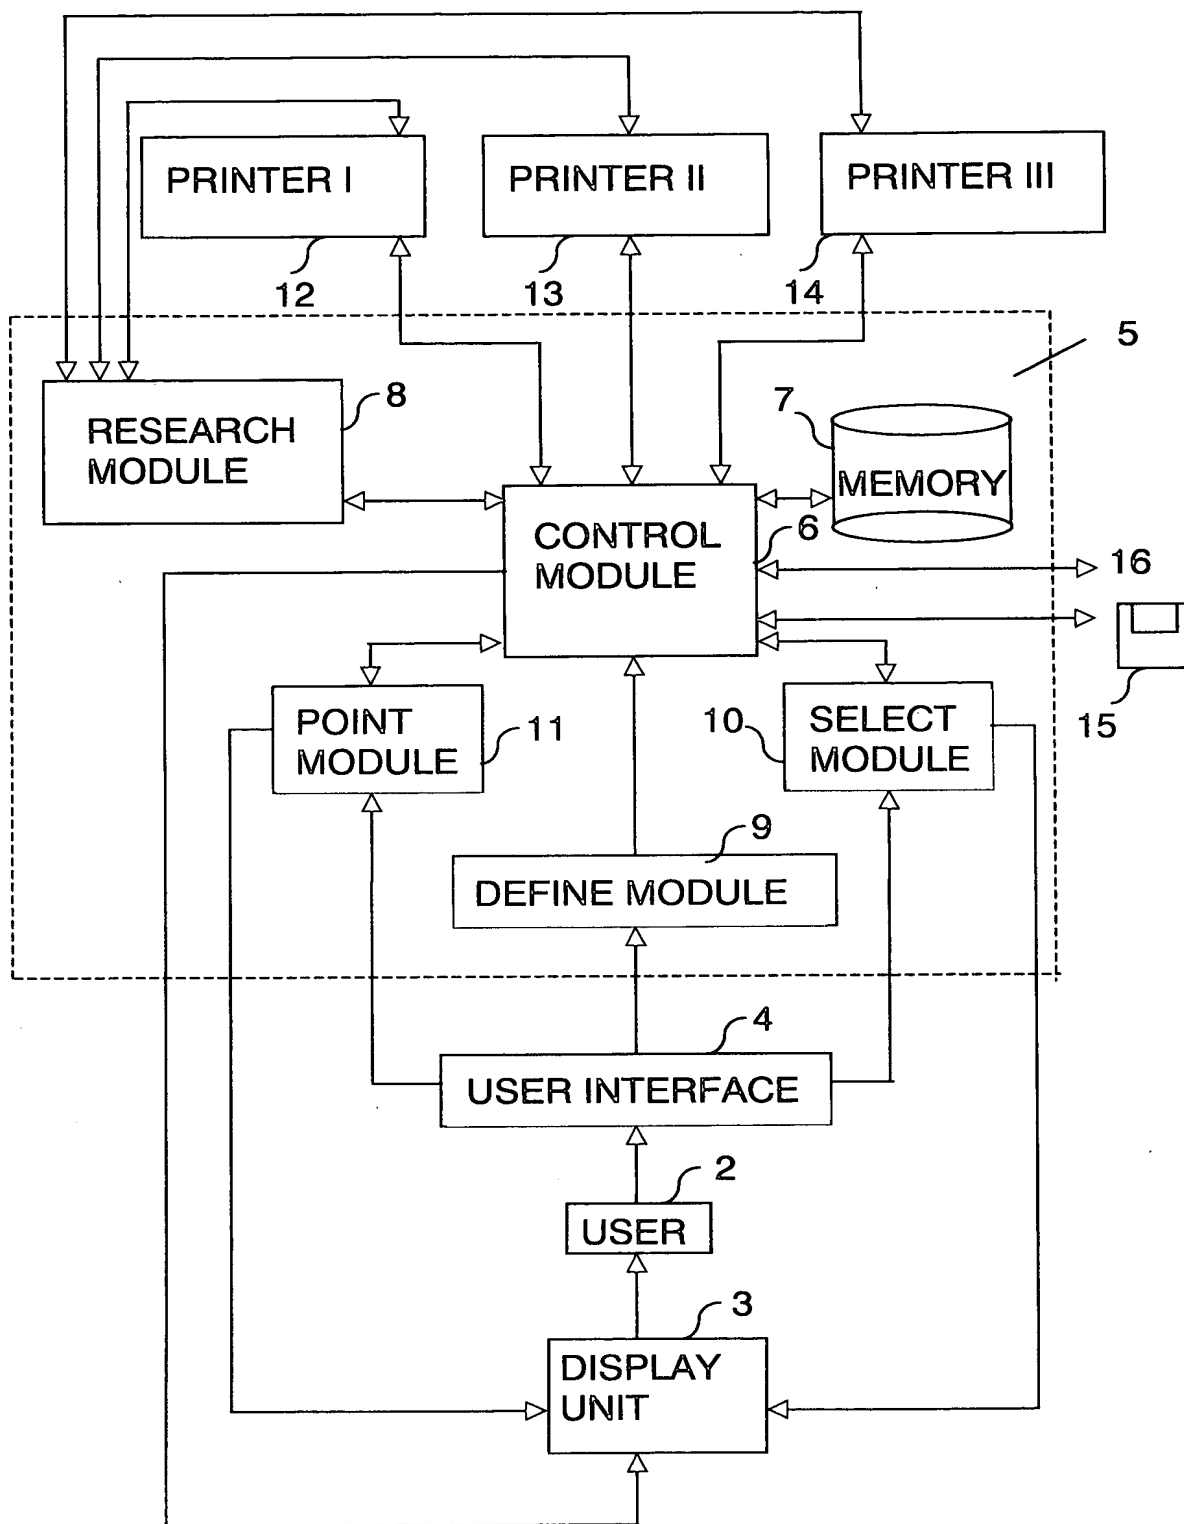 PRINTER I
PRINTER II
PRINTER III
12
13
14
5
RESEARCH
MODULE
8
7
MEMORY
CONTROL
MODULE
6
16
15
POINT
MODULE
11
10
SELECT
MODULE
9
DEFINE MODULE
4
USER INTERFACE
2
USER
3
DISPLAY
UNIT